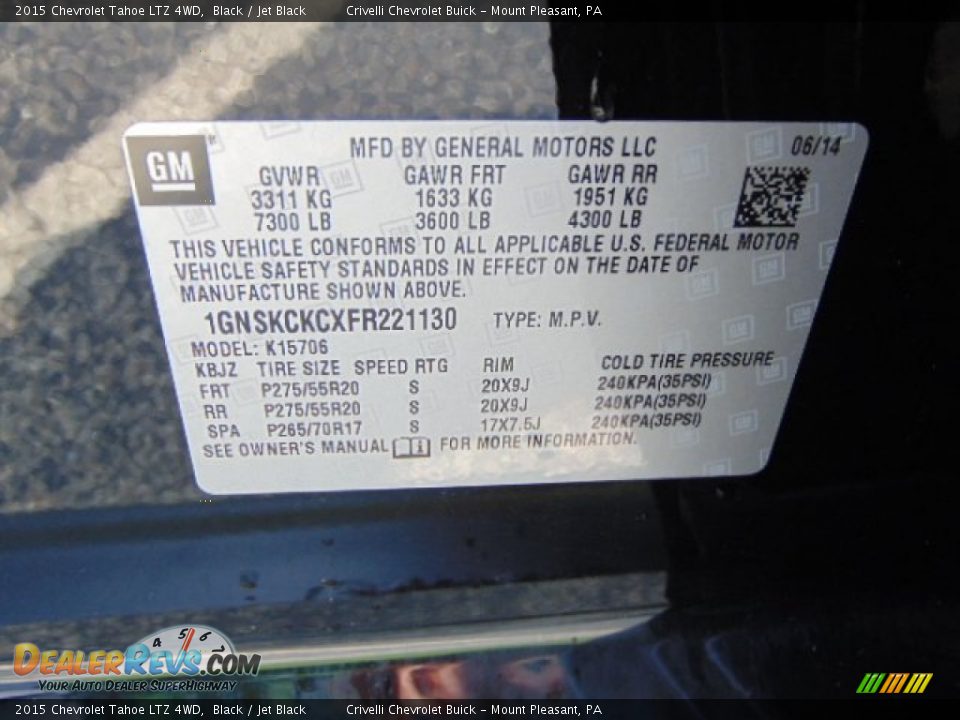 2015 Chevrolet Tahoe LTZ 4WD, Black / Jet Black Crivelli Chevrolet Buick – Mount Pleasant, PA
GM
MFD BY GENERAL MOTORS LLC 06/14
GVWR GAWR FRT GAWR RR
3311 KG 1633 KG 1951 KG
7300 LB 3600 LB 4300 LB
THIS VEHICLE CONFORMS TO ALL APPLICABLE U.S. FEDERAL MOTOR
VEHICLE SAFETY STANDARDS IN EFFECT ON THE DATE OF
MANUFACTURE SHOWN ABOVE.
1GNSKCKCXFR221130 TYPE: M.P.V.
MODEL: K15706
KBJZ TIRE SIZE SPEED RTG RIM COLD TIRE PRESSURE
FRT P275/55R20 S 20X9J 240KPA(35PSI)
RR P275/55R20 S 20X9J 240KPA(35PSI)
SPA P265/70R17 S 17X7.5J 240KPA(35PSI)
SEE OWNER'S MANUAL i FOR MORE INFORMATION.
4 5 6 7
DealerRevs.com
Your Auto Dealer SuperHighway
2015 Chevrolet Tahoe LTZ 4WD, Black / Jet Black Crivelli Chevrolet Buick – Mount Pleasant, PA